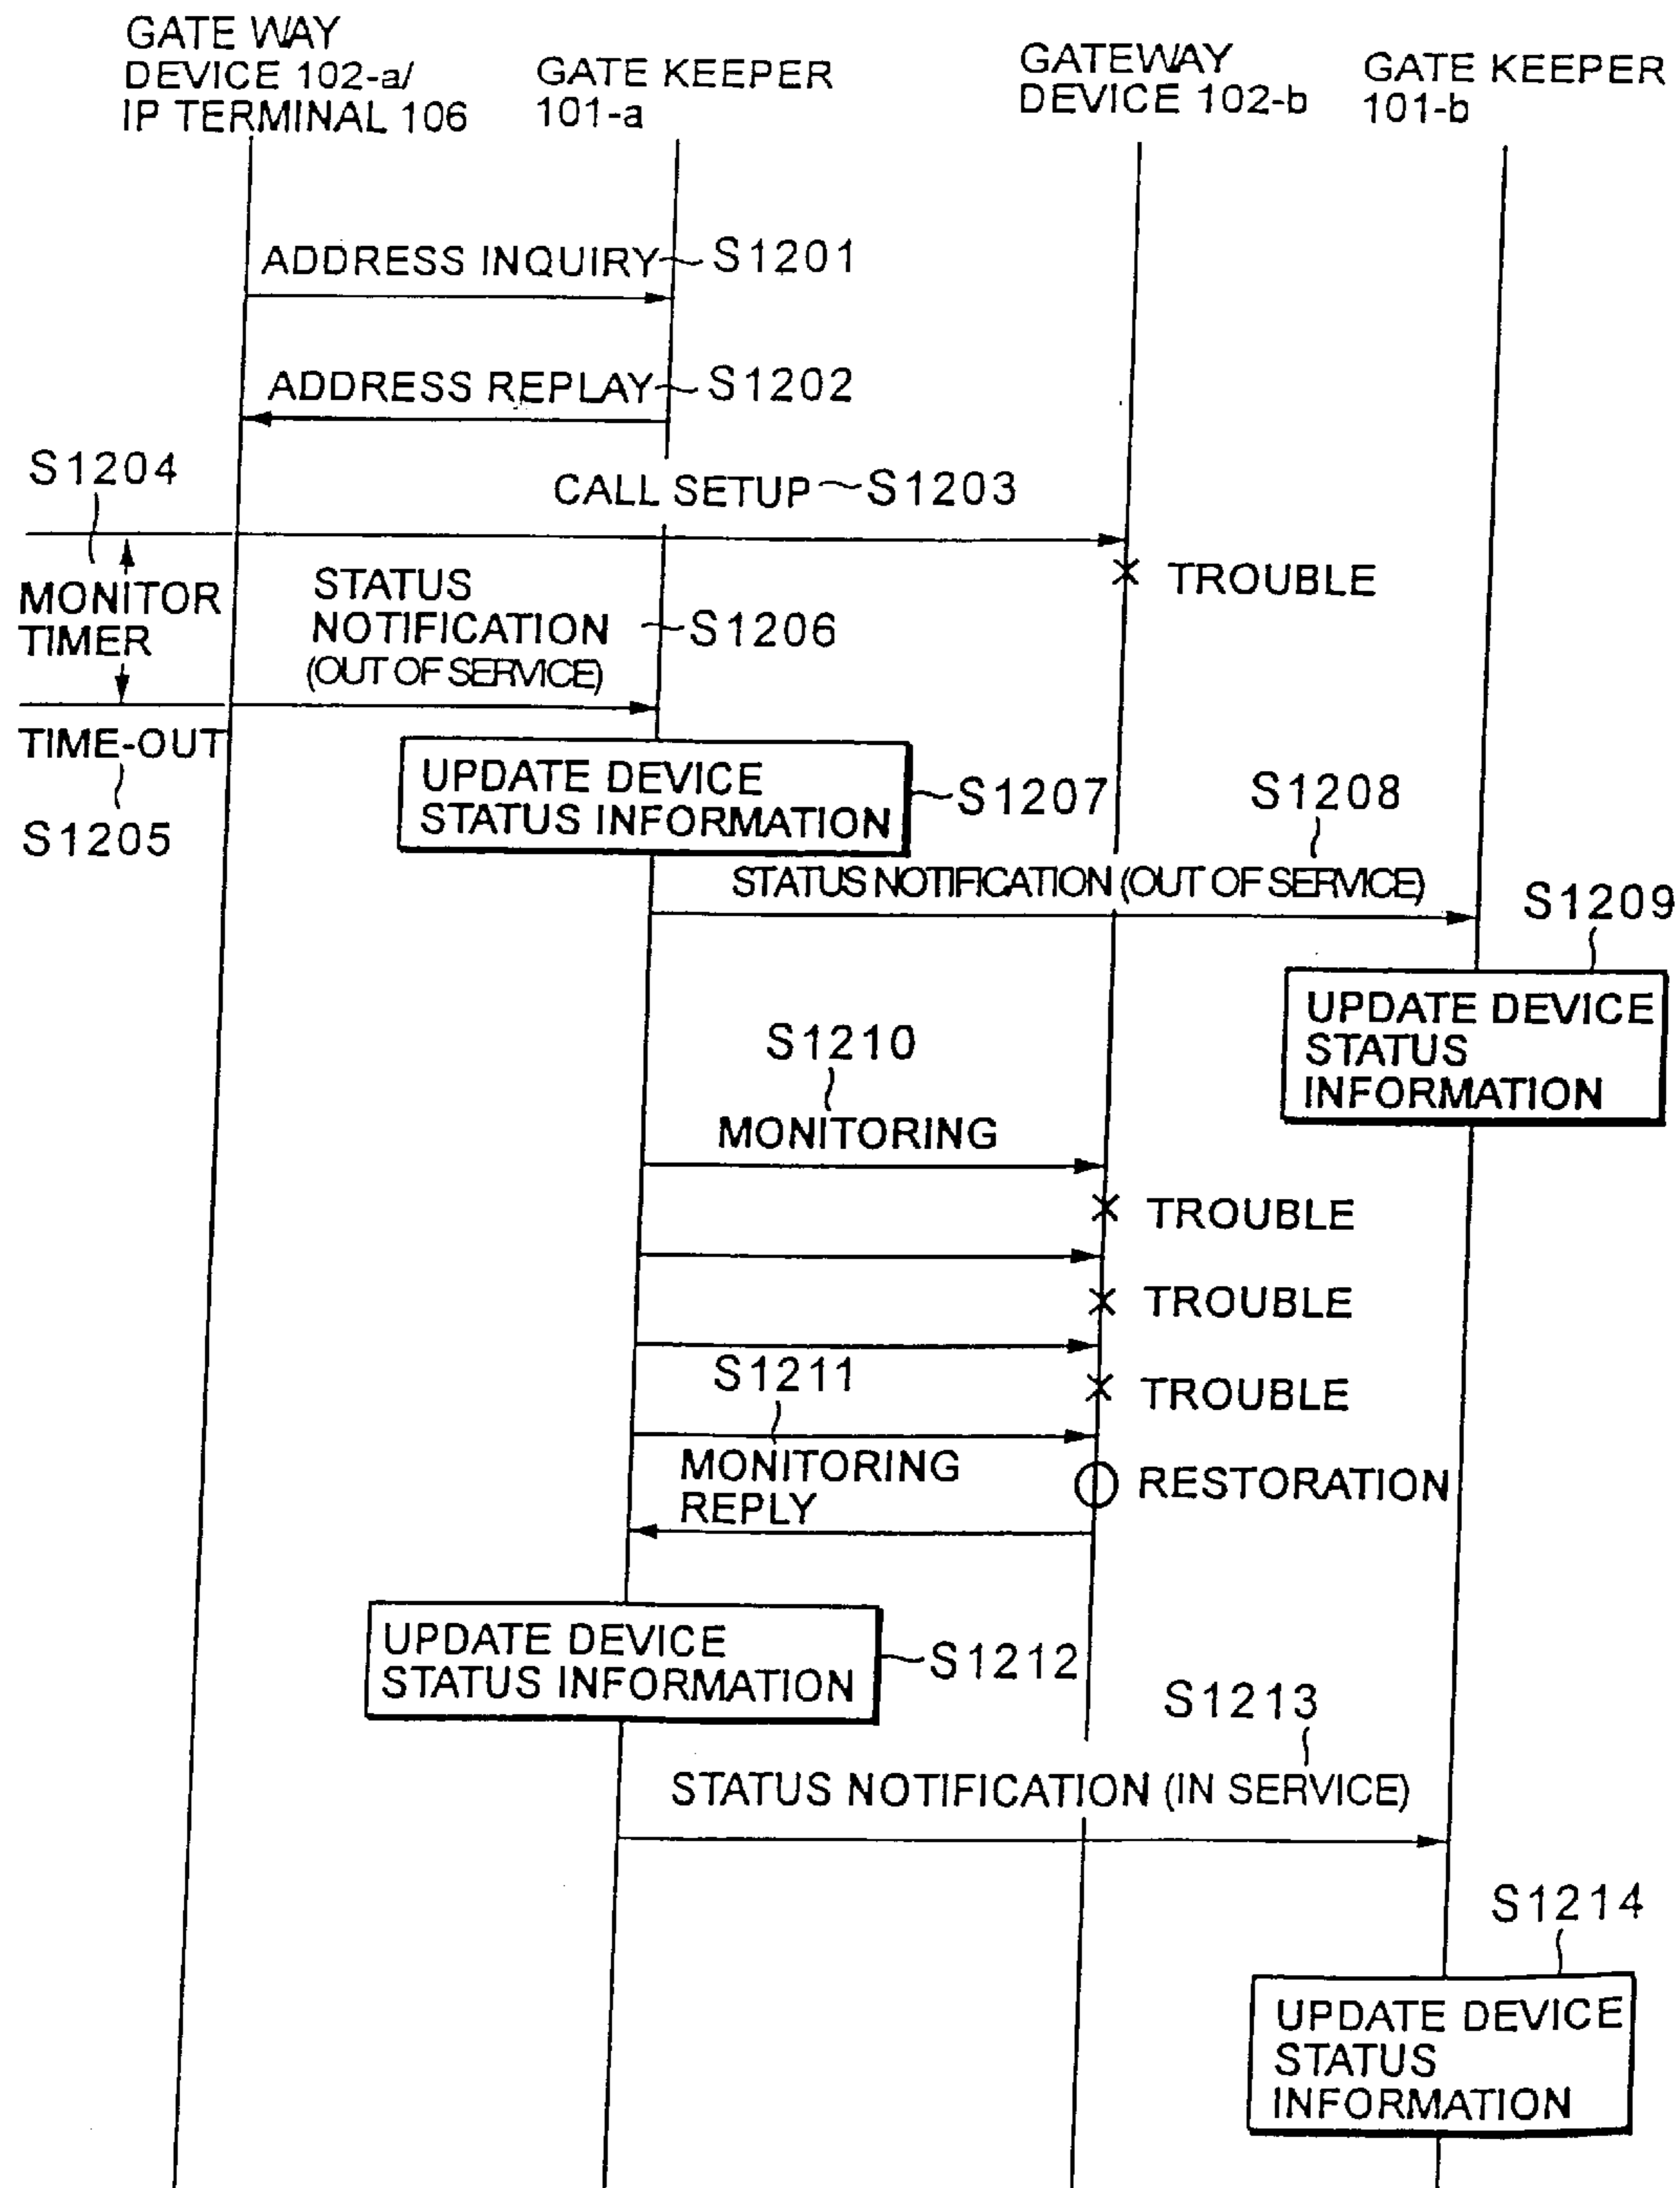 GATE WAY
DEVICE 102-a/
IP TERMINAL 106
GATE KEEPER
101-a
GATEWAY
DEVICE 102-b
GATE KEEPER
101-b
ADDRESS INQUIRY
S1201
ADDRESS REPLAY
S1202
S1204
CALL SETUP
S1203
MONITOR
TIMER
STATUS
NOTIFICATION
(OUT OF SERVICE)
S1206
TROUBLE
TIME-OUT
S1205
UPDATE DEVICE
STATUS INFORMATION
S1207
S1208
STATUS NOTIFICATION (OUT OF SERVICE)
S1209
UPDATE DEVICE
STATUS
INFORMATION
S1210
MONITORING
TROUBLE
TROUBLE
S1211
TROUBLE
MONITORING
REPLY
RESTORATION
UPDATE DEVICE
STATUS INFORMATION
S1212
S1213
STATUS NOTIFICATION (IN SERVICE)
S1214
UPDATE DEVICE
STATUS
INFORMATION